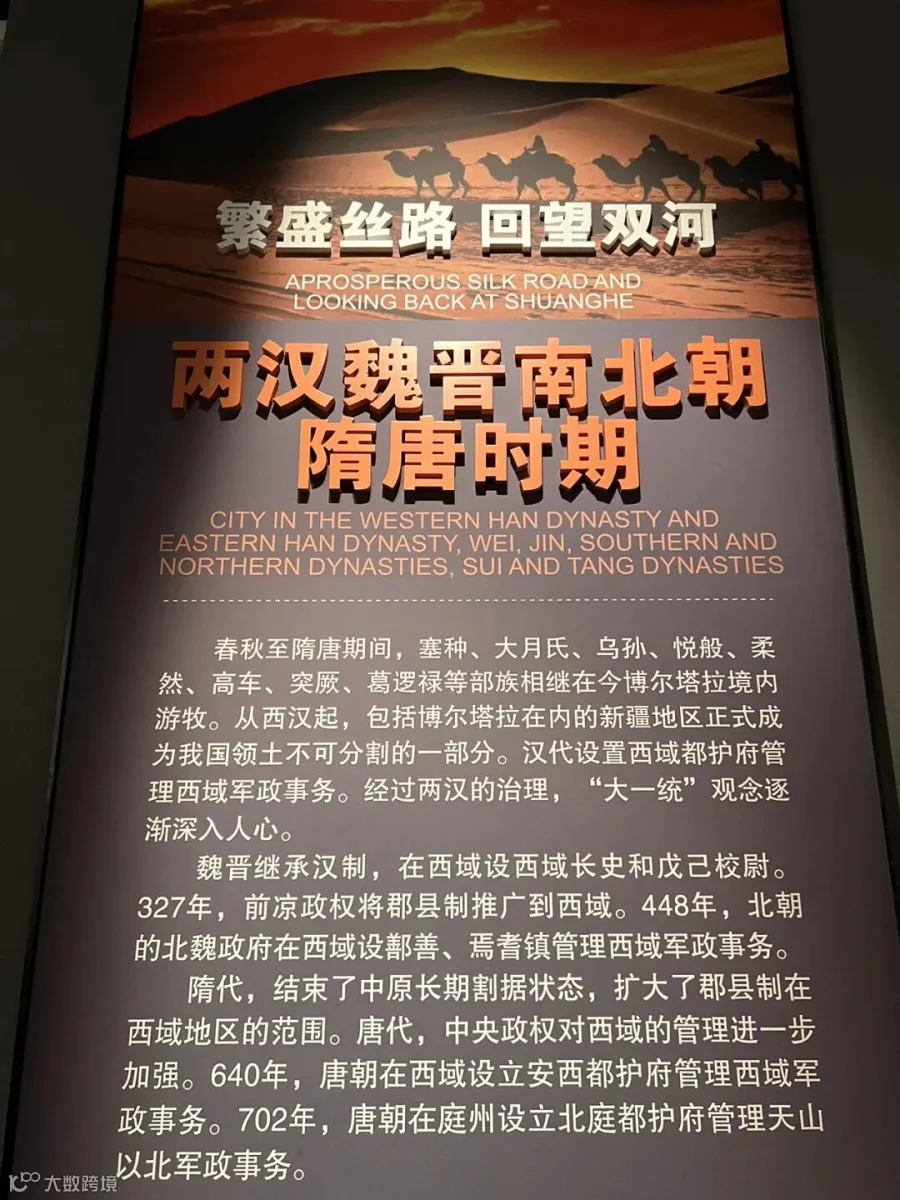 繁盛丝路 回望双河
APROSPEROUS SILK ROAD AND
LOOKING BACK AT SHUANGHE
两汉魏晋南北朝
隋唐时期
CITY IN THE WESTERN HAN DYNASTY AND
EASTERN HAN DYNASTY, WEI, JIN, SOUTHERN AND
NORTHERN DYNASTIES, SUI AND TANG DYNASTIES
春秋至隋唐期间，塞种、大月氏、乌孙、悦般、柔
然、高车、突厥、葛逻禄等部族相继在今博尔塔拉境内
游牧。从西汉起，包括博尔塔拉在内的新疆地区正式成
为我国领土不可分割的一部分。汉代设置西域都护府管
理西域军政事务。经过两汉的治理，“大一统”观念逐
渐深入人心。
魏晋继承汉制，在西域设西域长史和戊己校尉。
327年，前凉政权将郡县制推广到西域。448年，北朝
的北魏政府在西域设鄯善、焉耆镇管理西域军政事务。
隋代，结束了中原长期割据状态，扩大了郡县制在
西域地区的范围。唐代，中央政权对西域的管理进一步
加强。640年，唐朝在西域设立安西都护府管理西域军
政事务。702年，唐朝在庭州设立北庭都护府管理天山
以北军政事务。
大数跨境